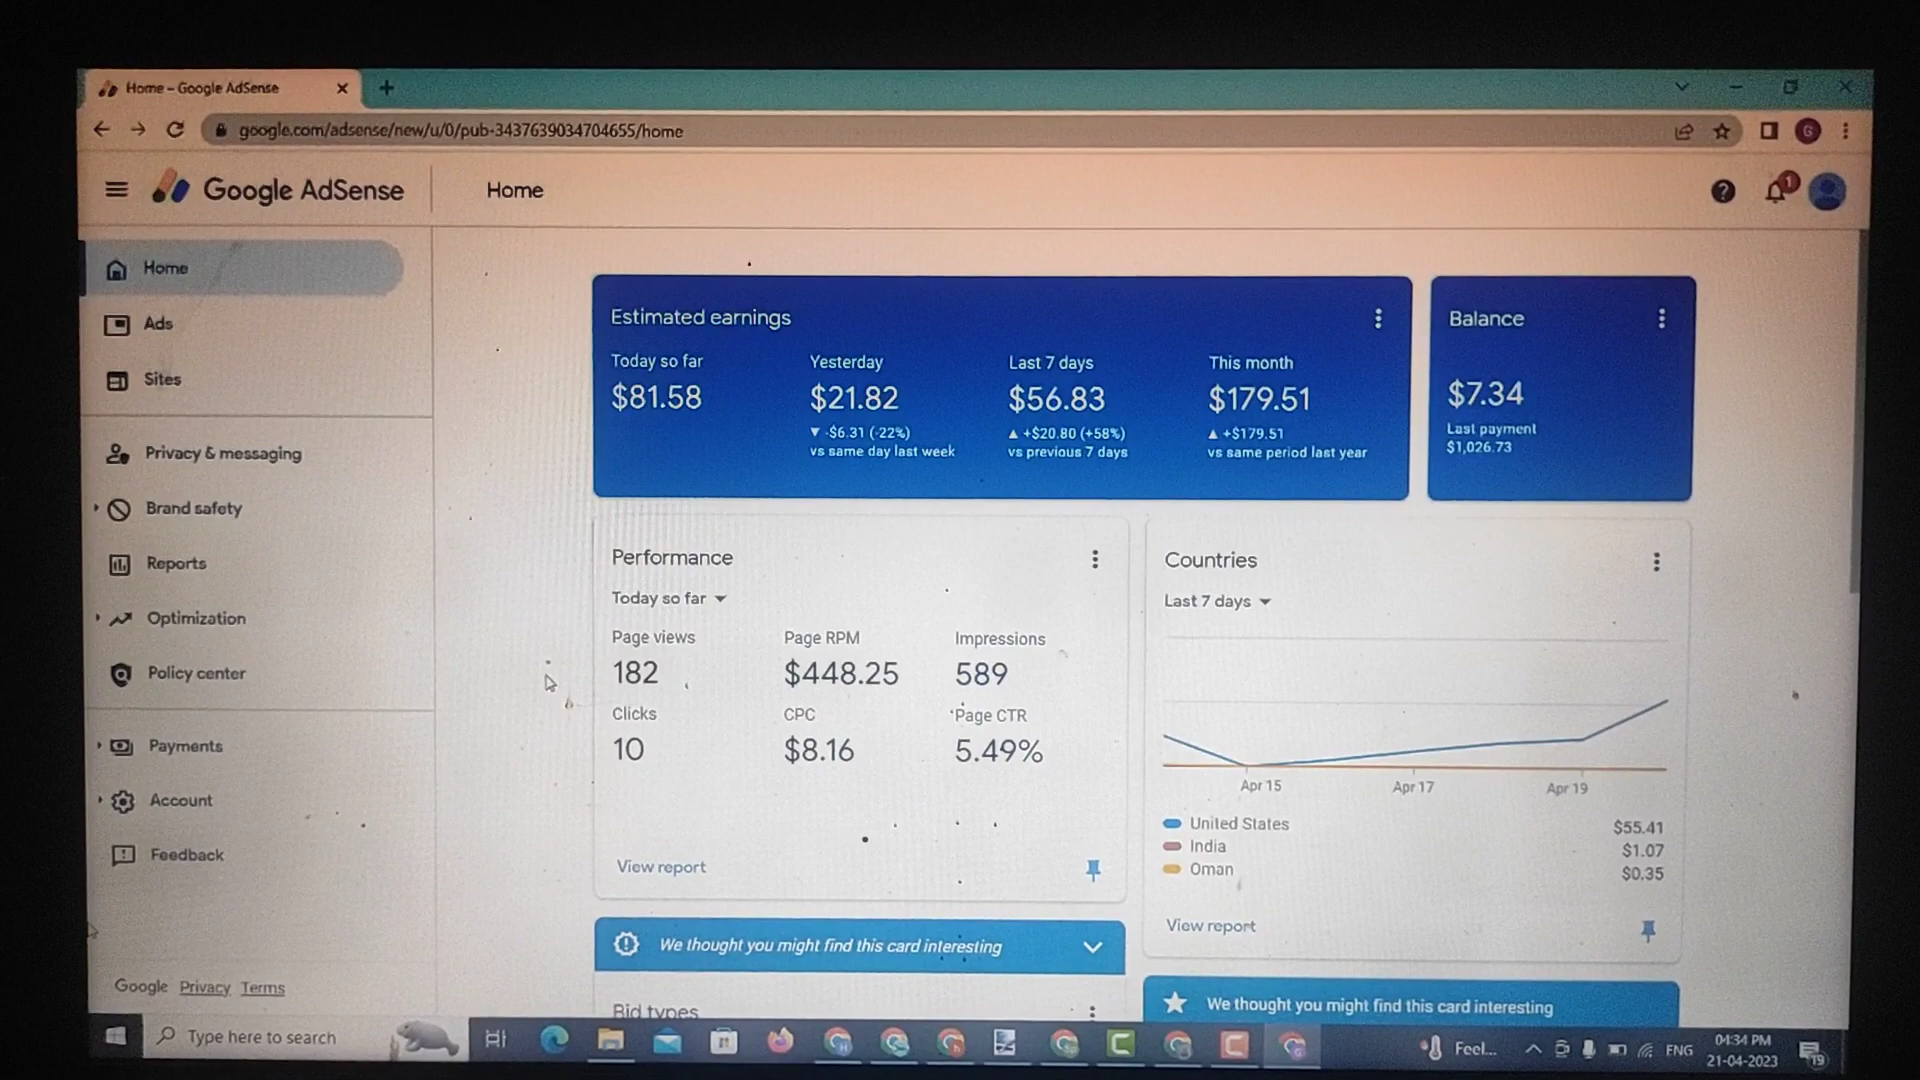 Home – Google AdSense
google.com/adsense/new/u/0/pub-3437639034704655/home
G
Google AdSense
Home
1
Home
Ads
Sites
Privacy & messaging
Brand safety
Reports
Optimization
Policy center
Payments
Account
Feedback
Google Privacy Terms
Estimated earnings
Today so far
$81.58
Yesterday
$21.82
-$6.31 (-22%)
vs same day last week
Last 7 days
$56.83
+$20.80 (+58%)
vs previous 7 days
This month
$179.51
+$179.51
vs same period last year
Balance
$7.34
Last payment
$1,026.73
Performance
Today so far
Page views
182
Page RPM
$448.25
Impressions
589
Clicks
10
CPC
$8.16
Page CTR
5.49%
View report
We thought you might find this card interesting
Bid types
Countries
Last 7 days
Apr 15 Apr 17 Apr 19
United States $55.41
India $1.07
Oman $0.35
View report
We thought you might find this card interesting
Type here to search
Feel...
ENG
04:34 PM
21-04-2023
19